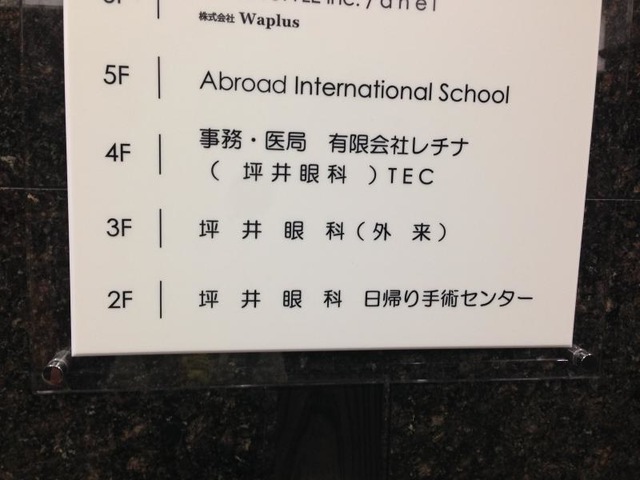 株式会社 Waplus
5F Abroad International School
4F 事務・医局 有限会社レチナ
( 坪井眼科 )TEC
3F 坪 井 眼 科(外 来)
2F 坪 井 眼 科 日帰り手術センター